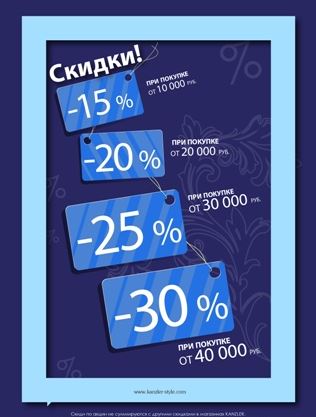 Скидки!
-15 %
ПРИ ПОКУПКЕ
ОТ 10 000 РУБ.
-20 %
ПРИ ПОКУПКЕ
ОТ 20 000 РУБ.
-25 %
ПРИ ПОКУПКЕ
ОТ 30 000 РУБ.
-30 %
ПРИ ПОКУПКЕ
ОТ 40 000 РУБ.
www.kanzler-style.com
Скидки по акции не суммируются с другими скидками в магазинах KANZLER.